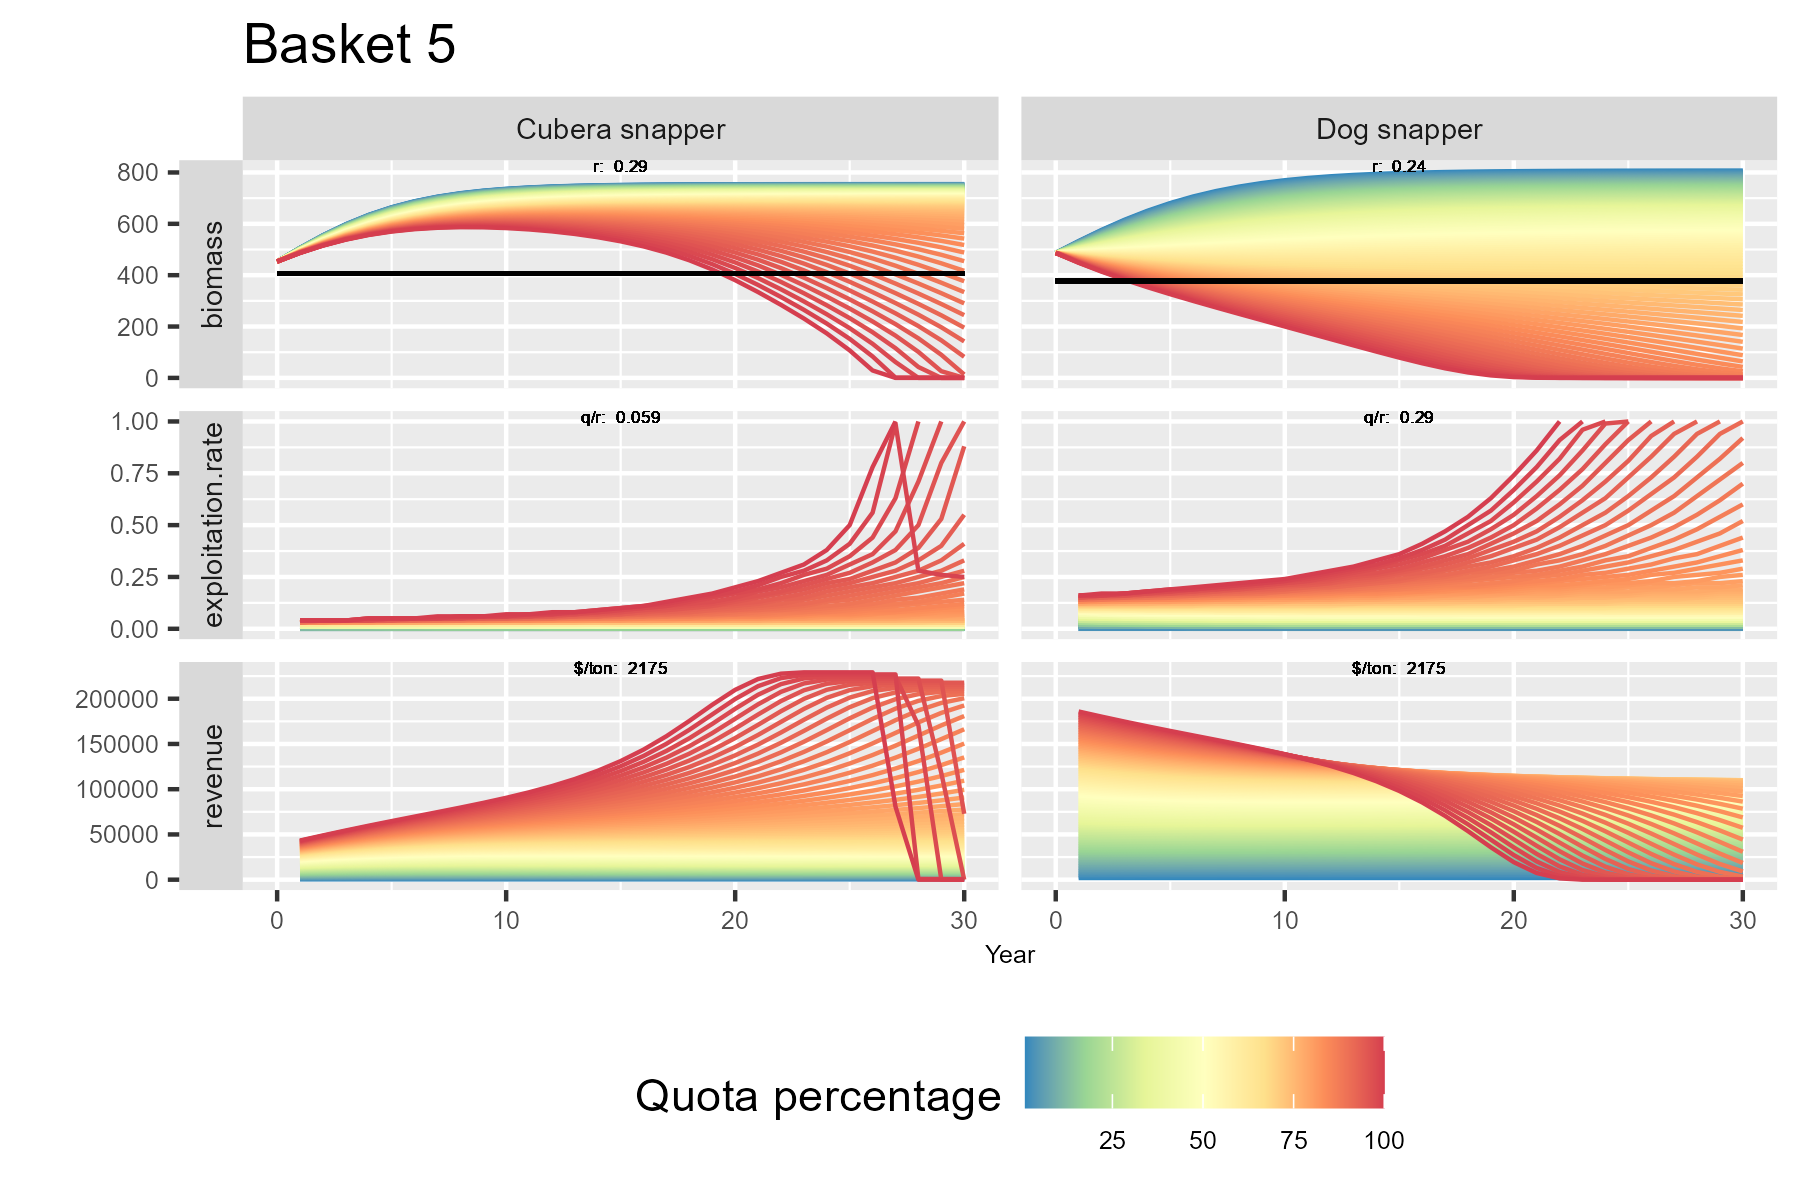 Basket 5
Cubera snapper
Dog snapper
r: 0.29
r: 0.24
800
600
400
200
0
biomass
q/r: 0.059
q/r: 0.29
1.00
0.75
0.50
0.25
0.00
exploitation.rate
$/ton: 2175
$/ton: 2175
200000
150000
100000
50000
0
revenue
0 10 20 30
0 10 20 30
Year
Quota percentage
25 50 75 100